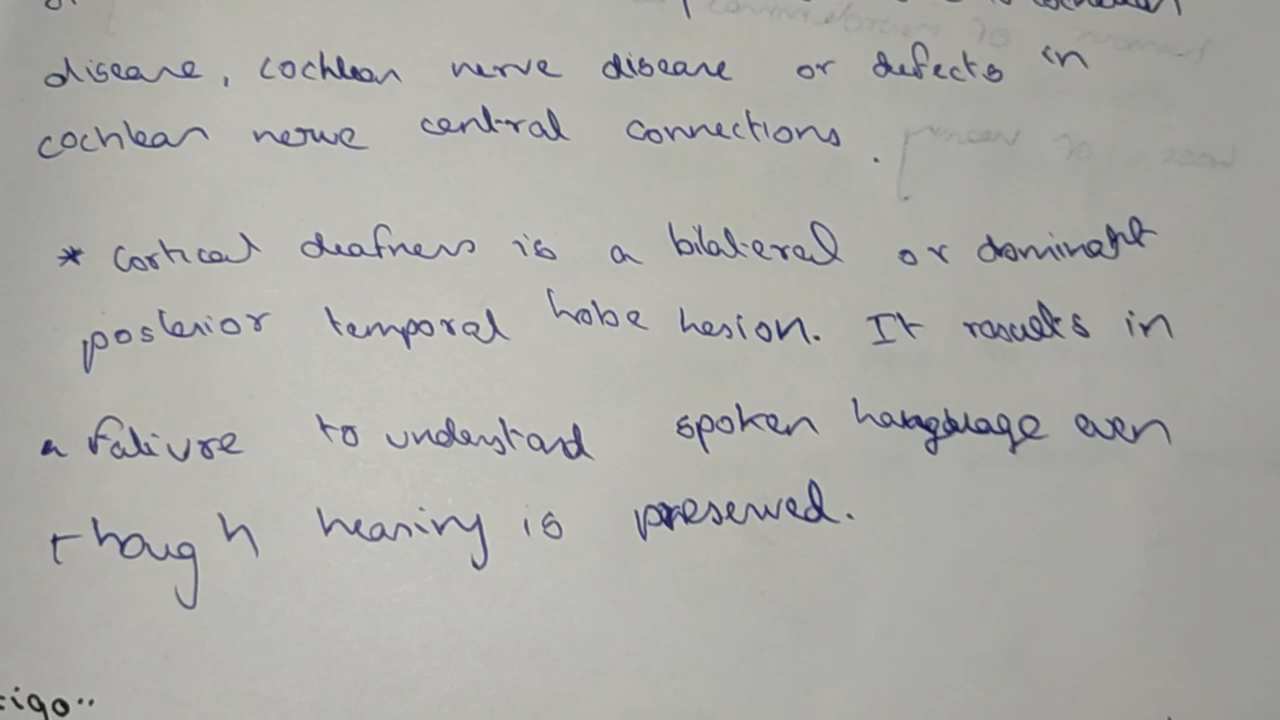 disease, cochlear nerve disease or defects in
cochlear nerve central connections.
* Cortical deafness is a bilateral or dominant
posterior temporal lobe lesion. It results in
a faliure to understand spoken language even
though hearing is preserved.